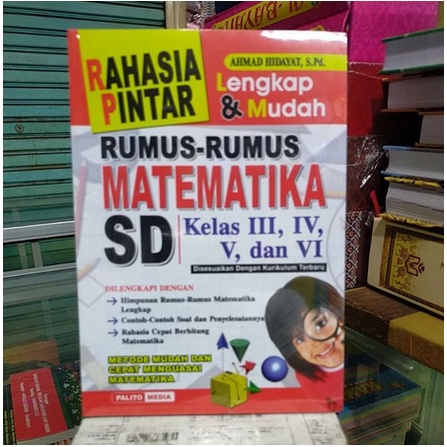 RAHASIA
PINTAR
AHMAD HIDAYAT, S.Pd.
Lengkap
& Mudah
RUMUS-RUMUS
MATEMATIKA
SD
Kelas III, IV,
V, dan VI
Disesuaikan Dengan Kurikulum Terbaru
DILENGKAPI DENGAN
Himpunan Rumus-Rumus Matematika
Lengkap
Contoh-Contoh Soal dan Penyelesaiannya
Rahasia Cepat Berhitung
Matematika
METODE MUDAH DAN
CEPAT MENGUASAI
MATEMATIKA
PALITO MEDIA